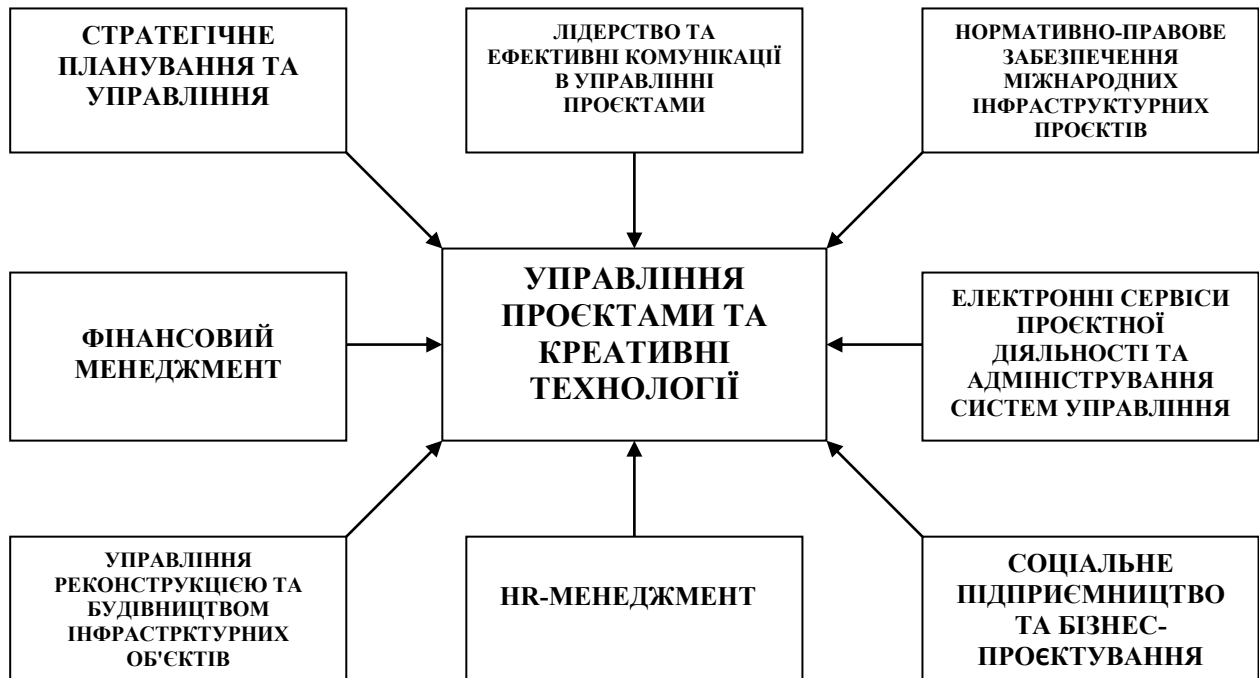 СТРАТЕГІЧНЕ
ПЛАНУВАННЯ ТА
УПРАВЛІННЯ
ЛІДЕРСТВО ТА
ЕФЕКТИВНІ КОМУНІКАЦІЇ
В УПРАВЛІННІ
ПРОЄКТАМИ
НОРМАТИВНО-ПРАВОВЕ
ЗАБЕЗПЕЧЕННЯ
МІЖНАРОДНИХ
ІНФРАСТРУКТУРНИХ
ПРОЄКТІВ
ФІНАНСОВИЙ
МЕНЕДЖМЕНТ
УПРАВЛІННЯ
ПРОЄКТАМИ ТА
КРЕАТИВНІ
ТЕХНОЛОГІЇ
ЕЛЕКТРОННІ СЕРВІСИ
ПРОЄКТНОЇ
ДІЯЛЬНОСТІ ТА
АДМІНІСТРУВАННЯ
СИСТЕМ УПРАВЛІННЯ
УПРАВЛІННЯ
РЕКОНСТРУКЦІЄЮ ТА
БУДІВНИЦТВОМ
ІНФРАСТРКТУРНИХ
ОБ'ЄКТІВ
HR-МЕНЕДЖМЕНТ
СОЦІАЛЬНЕ
ПІДПРИЄМНИЦТВО
ТА БІЗНЕС-
ПРОЄКТУВАННЯ